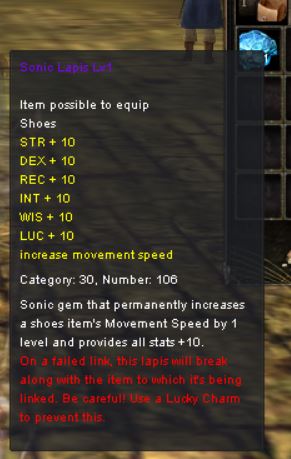 Sonic Lapis Lv1
Item possible to equip
Shoes
STR + 10
DEX + 10
REC + 10
INT + 10
WIS + 10
LUC + 10
increase movement speed
Category: 30, Number: 106
Sonic gem that permanently increases
a shoes item's Movement Speed by 1
level and provides all stats +10.
On a failed link, this lapis will break
along with the item to which it's being
linked. Be careful! Use a Lucky Charm
to prevent this.